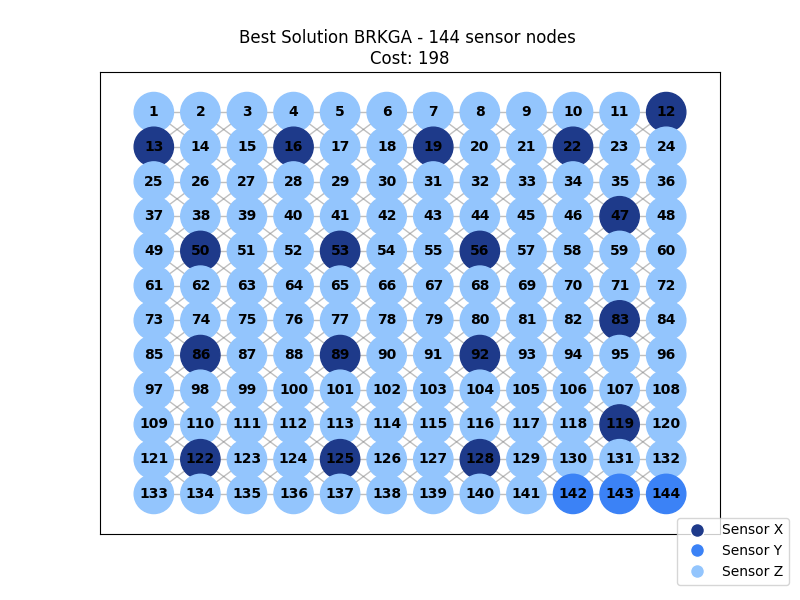 Best Solution BRKGA - 144 sensor nodes
Cost: 198
1 2 3 4 5 6 7 8 9 10 11 12
13 14 15 16 17 18 19 20 21 22 23 24
25 26 27 28 29 30 31 32 33 34 35 36
37 38 39 40 41 42 43 44 45 46 47 48
49 50 51 52 53 54 55 56 57 58 59 60
61 62 63 64 65 66 67 68 69 70 71 72
73 74 75 76 77 78 79 80 81 82 83 84
85 86 87 88 89 90 91 92 93 94 95 96
97 98 99 100 101 102 103 104 105 106 107 108
109 110 111 112 113 114 115 116 117 118 119 120
121 122 123 124 125 126 127 128 129 130 131 132
133 134 135 136 137 138 139 140 141 142 143 144
Sensor X
Sensor Y
Sensor Z